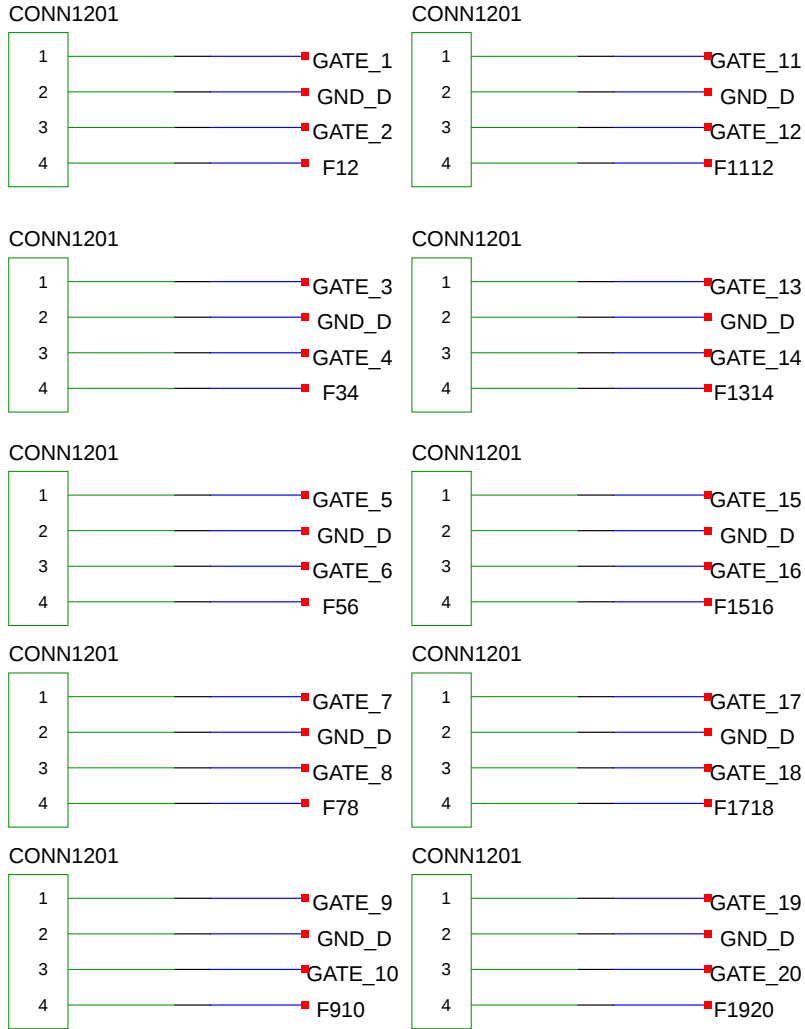 CONN1201
1 GATE_1
2 GND_D
3 GATE_2
4 F12
CONN1201
1 GATE_11
2 GND_D
3 GATE_12
4 F1112
CONN1201
1 GATE_3
2 GND_D
3 GATE_4
4 F34
CONN1201
1 GATE_13
2 GND_D
3 GATE_14
4 F1314
CONN1201
1 GATE_5
2 GND_D
3 GATE_6
4 F56
CONN1201
1 GATE_15
2 GND_D
3 GATE_16
4 F1516
CONN1201
1 GATE_7
2 GND_D
3 GATE_8
4 F78
CONN1201
1 GATE_17
2 GND_D
3 GATE_18
4 F1718
CONN1201
1 GATE_9
2 GND_D
3 GATE_10
4 F910
CONN1201
1 GATE_19
2 GND_D
3 GATE_20
4 F1920